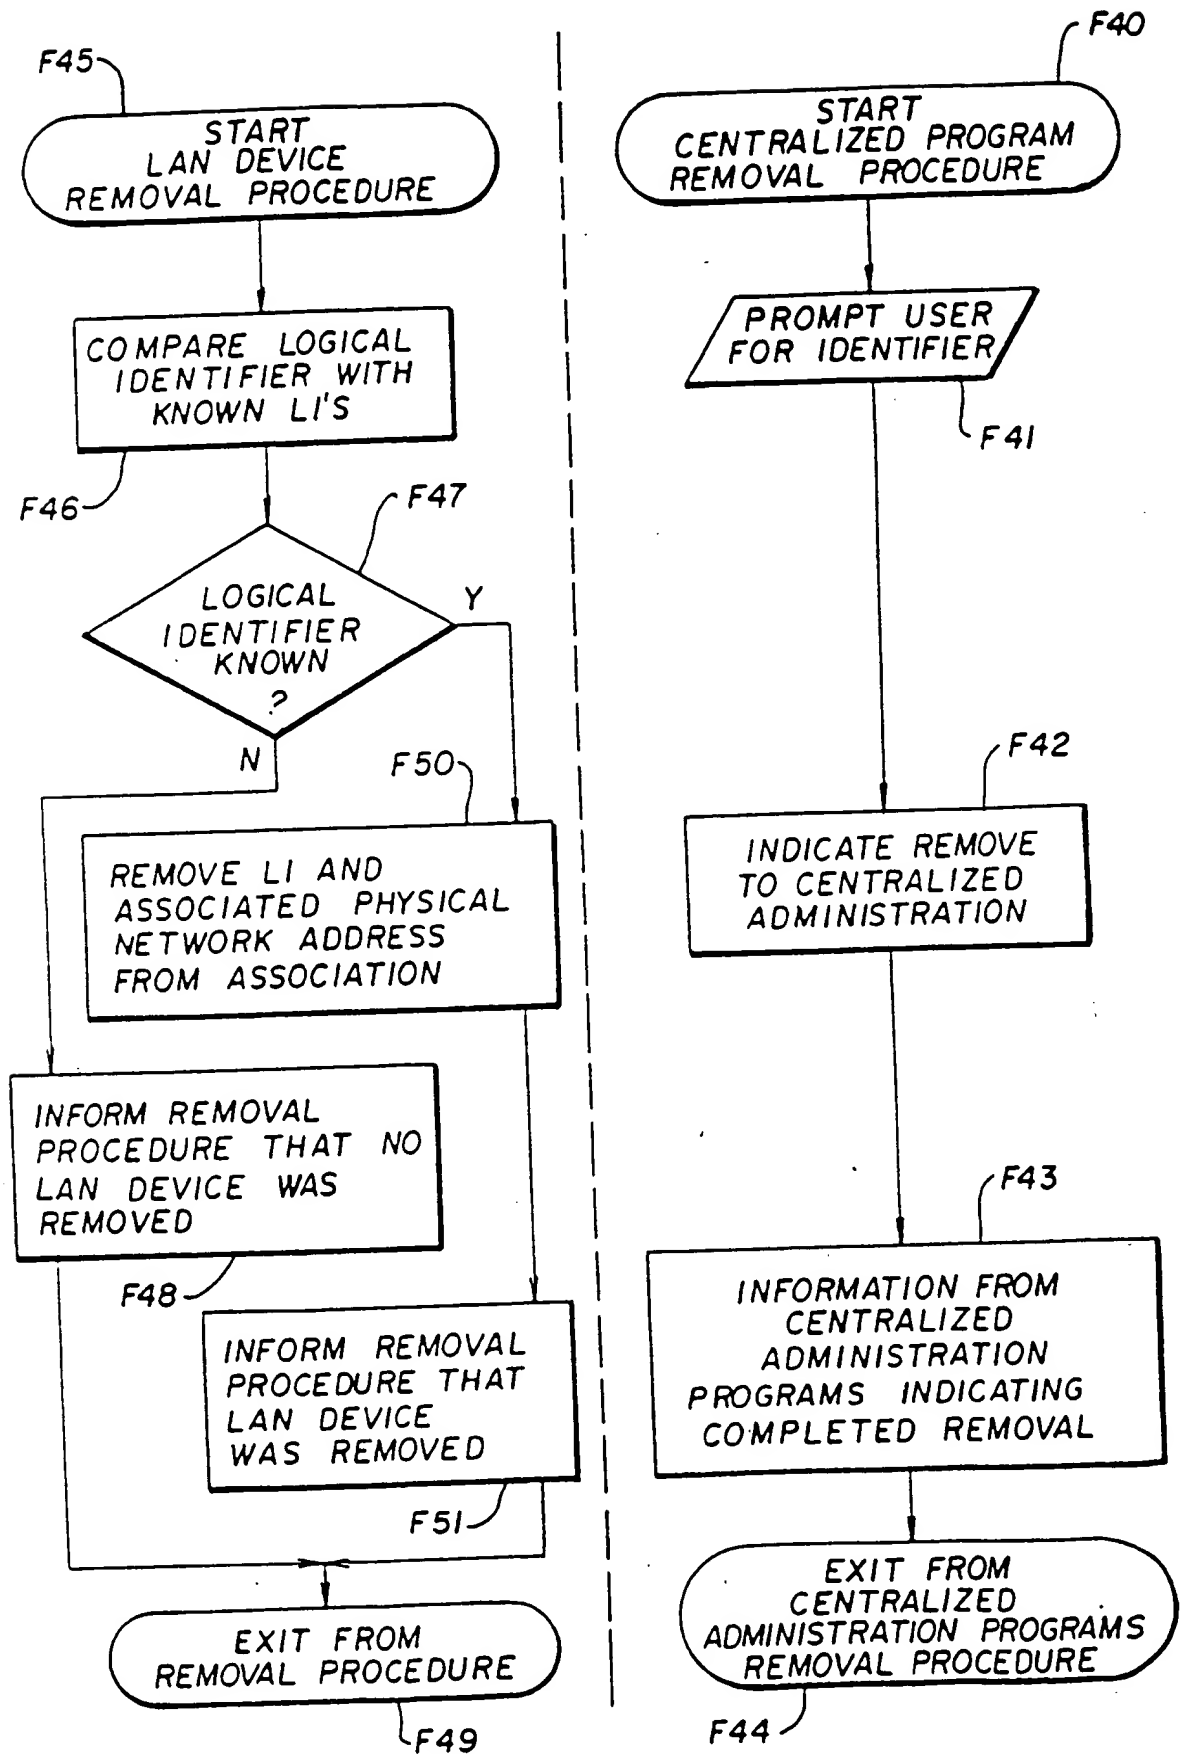 F45
START
LAN DEVICE
REMOVAL PROCEDURE
COMPARE LOGICAL
IDENTIFIER WITH
KNOWN LI'S
F46
F47
LOGICAL
IDENTIFIER
KNOWN
?
Y
N
F50
REMOVE LI AND
ASSOCIATED PHYSICAL
NETWORK ADDRESS
FROM ASSOCIATION
INFORM REMOVAL
PROCEDURE THAT NO
LAN DEVICE WAS
REMOVED
F48
INFORM REMOVAL
PROCEDURE THAT
LAN DEVICE
WAS REMOVED
F51
EXIT FROM
REMOVAL PROCEDURE
F49
F40
START
CENTRALIZED PROGRAM
REMOVAL PROCEDURE
PROMPT USER
FOR IDENTIFIER
F41
F42
INDICATE REMOVE
TO CENTRALIZED
ADMINISTRATION
F43
INFORMATION FROM
CENTRALIZED
ADMINISTRATION
PROGRAMS INDICATING
COMPLETED REMOVAL
EXIT FROM
CENTRALIZED
ADMINISTRATION PROGRAMS
REMOVAL PROCEDURE
F44